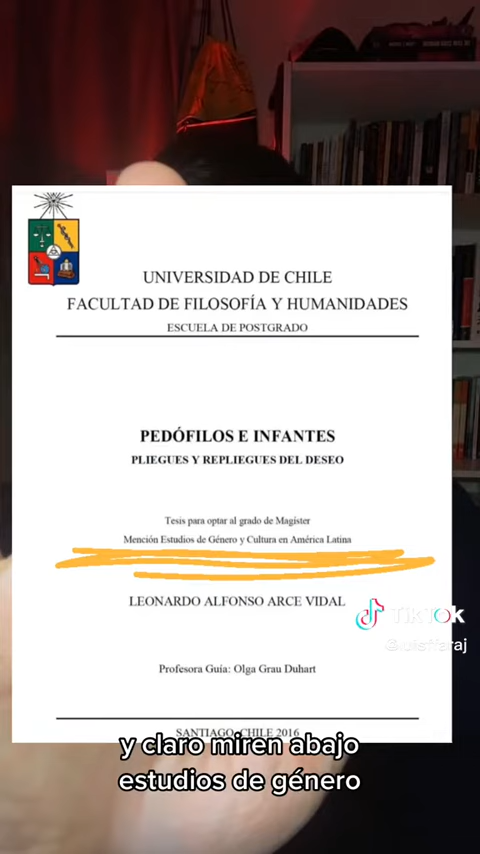 UNIVERSIDAD DE CHILE
FACULTAD DE FILOSOFÍA Y HUMANIDADES
ESCUELA DE POSTGRADO
PEDÓFILOS E INFANTES
PLIEGUES Y REPLIEGUES DEL DESEO
Tesis para optar al grado de Magíster
Mención Estudios de Género y Cultura en América Latina
LEONARDO ALFONSO ARCE VIDAL
TikTok
Profesora Guía: Olga Grau Duhart
SANTIAGO, CHILE 2016
y claro miren abajo
estudios de género